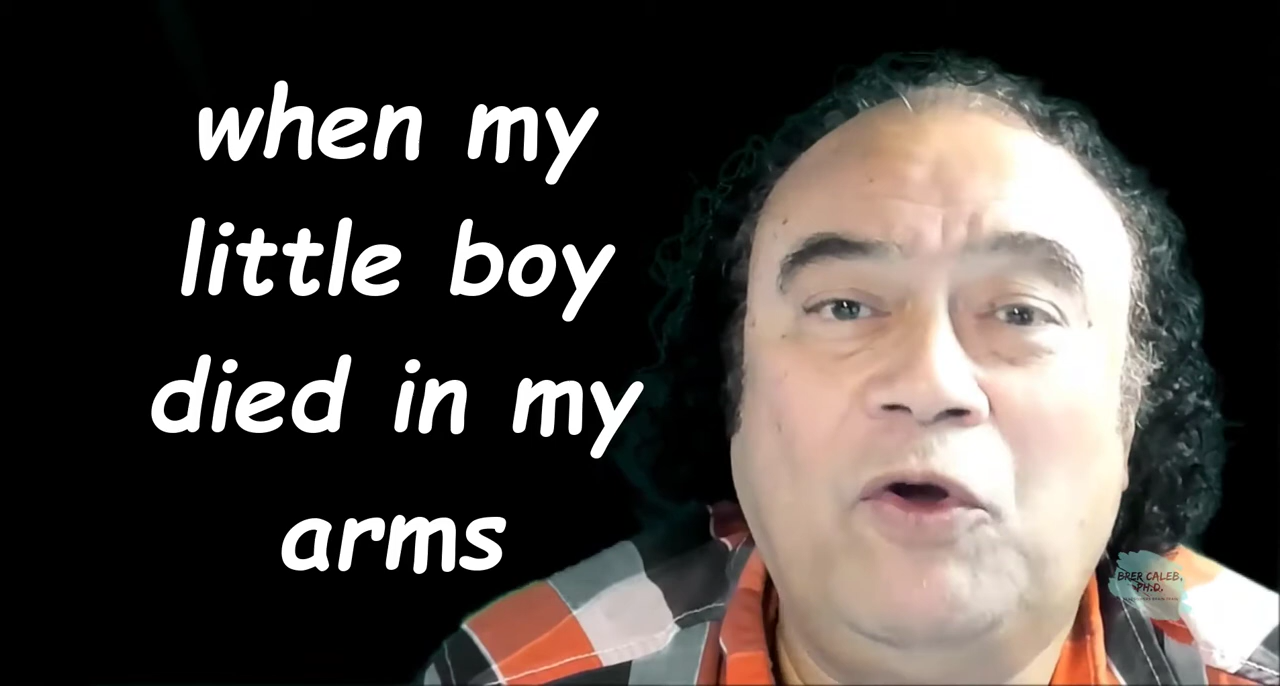 when my
little boy
died in my
arms
BRER CALEB,
PH.D.